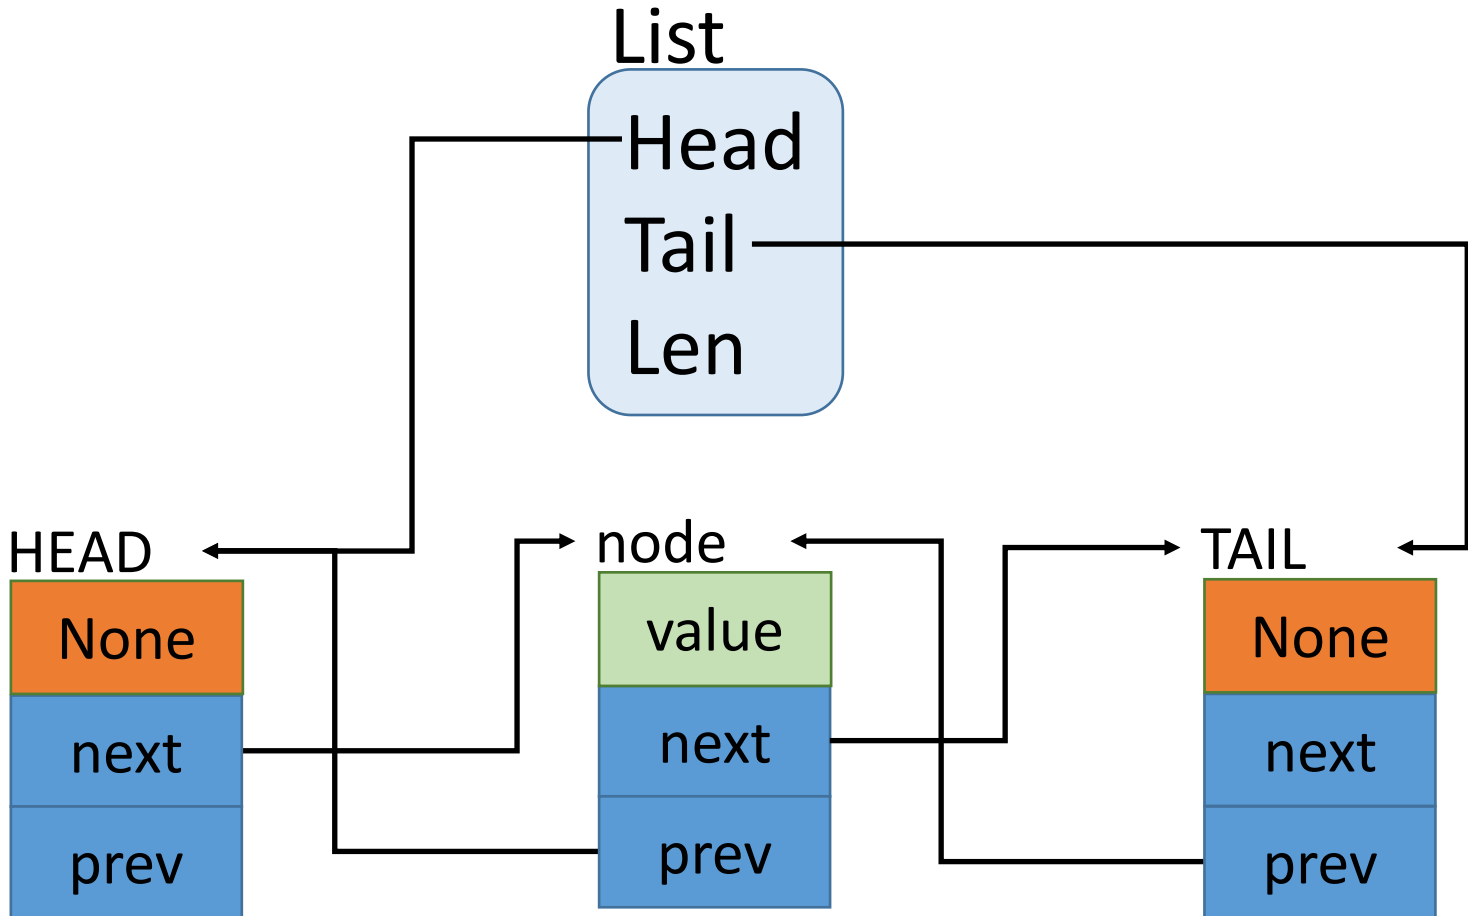 List
Head
Tail
Len
HEAD
None
next
prev
node
value
next
prev
TAIL
None
next
prev